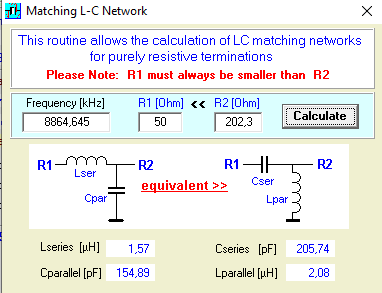 Matching L-C Network
This routine allows the calculation of LC matching networks
for purely resistive terminations
Please Note: R1 must always be smaller than R2
Frequency [kHz] R1 [Ohm] << R2 [Ohm]
8864,645 50 202,3 Calculate
R1 Lser R2 Cpar
equivalent >>
R1 Cser R2 Lpar
Lseries [µH] 1,57 Cseries [pF] 205,74
Cparallel [pF] 154,89 Lparallel [µH] 2,08